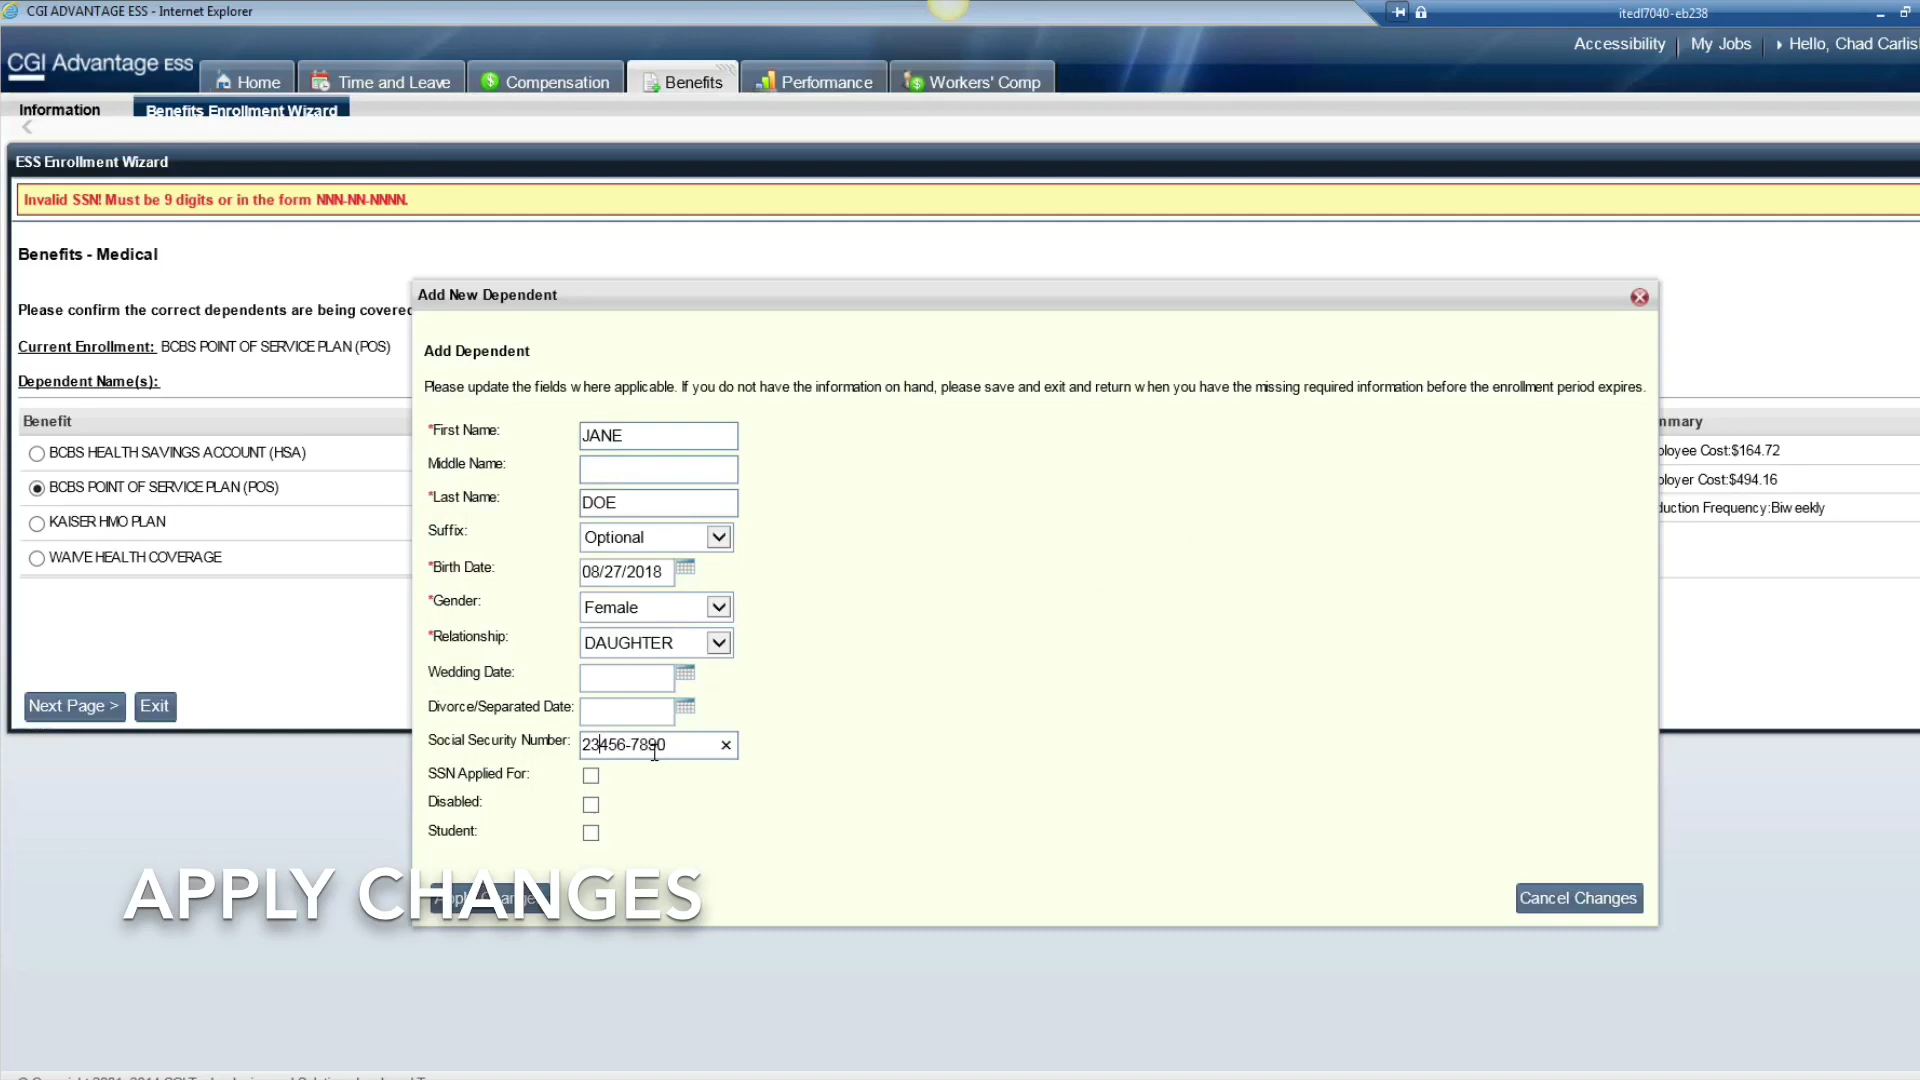 CGI ADVANTAGE ESS - Internet Explorer
itedl7040-eb238
Accessibility
My Jobs
Hello, Chad Carlis
CGI Advantage ESS
Home
Time and Leave
Compensation
Benefits
Performance
Workers' Comp
Information
Benefits Enrollment Wizard
ESS Enrollment Wizard
Invalid SSN! Must be 9 digits or in the form NNN-NN-NNNN.
Benefits - Medical
Please confirm the correct dependents are being covered
Current Enrollment: BCBS POINT OF SERVICE PLAN (POS)
Dependent Name(s):
Benefit
BCBS HEALTH SAVINGS ACCOUNT (HSA)
BCBS POINT OF SERVICE PLAN (POS)
KAISER HMO PLAN
WAIVE HEALTH COVERAGE
Next Page >
Exit
Add New Dependent
Add Dependent
Please update the fields where applicable. If you do not have the information on hand, please save and exit and return when you have the missing required information before the enrollment period expires.
*First Name: JANE
Middle Name:
*Last Name: DOE
Suffix: Optional
*Birth Date: 08/27/2018
*Gender: Female
*Relationship: DAUGHTER
Wedding Date:
Divorce/Separated Date:
Social Security Number: 23456-7890
SSN Applied For:
Disabled:
Student:
Cancel Changes
mmary
ployee Cost:$164.72
ployer Cost:$494.16
duction Frequency:Biweekly
APPLY CHANGES